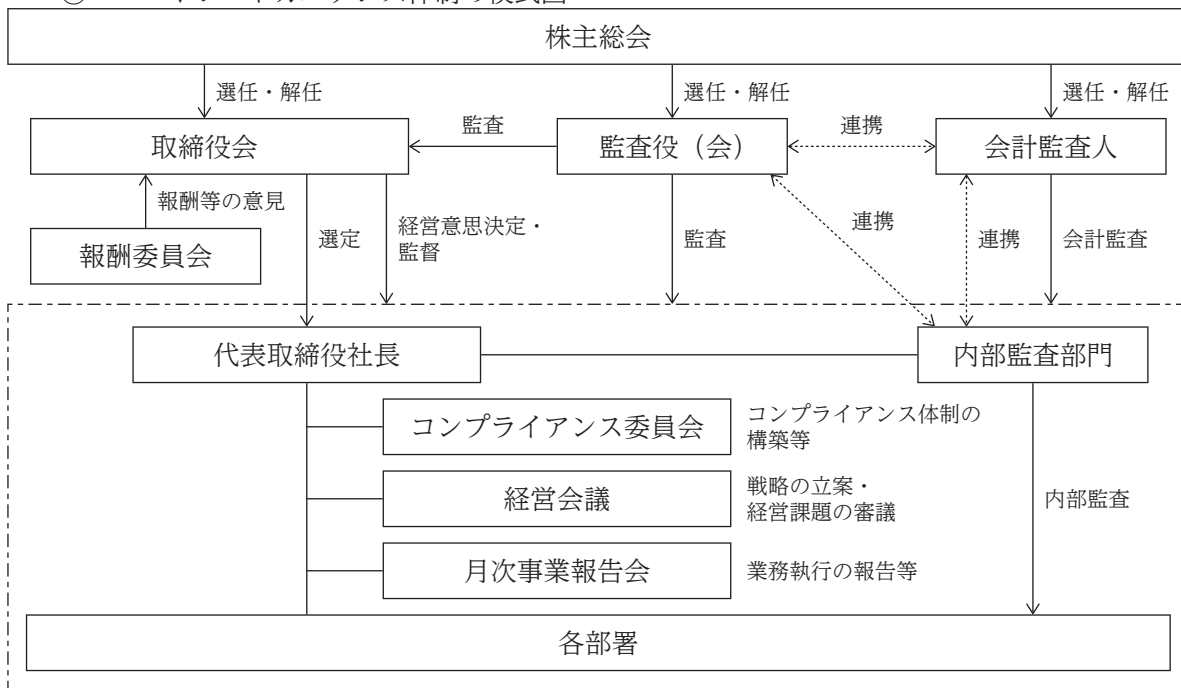 株主総会
選任・解任
選任・解任
選任・解任
取締役会
監査
監査役（会）
連携
会計監査人
報酬等の意見
報酬委員会
選定
経営意思決定・
監督
監査
連携
連携
会計監査
代表取締役社長
内部監査部門
コンプライアンス委員会
コンプライアンス体制の
構築等
経営会議
戦略の立案・
経営課題の審議
内部監査
月次事業報告会
業務執行の報告等
各部署